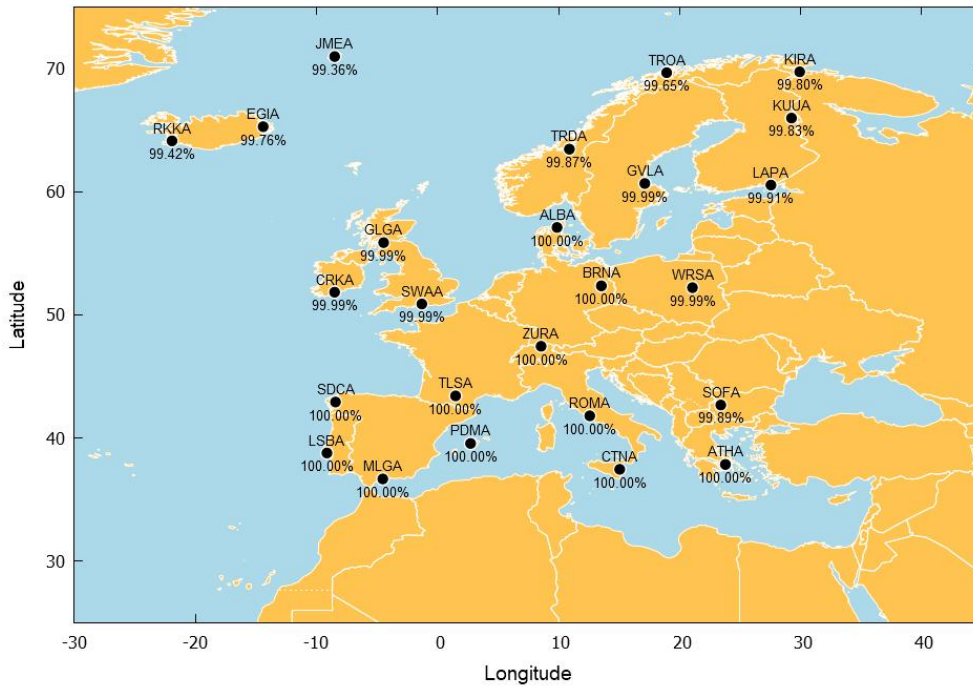 70
60
50
40
30
Latitude
JMEA
99.36%
TROA
99.65%
KIRA
99.80%
KUUA
99.83%
EGIA
99.76%
RKKA
99.42%
TRDA
99.87%
GVLA
99.99%
LAPA
99.91%
ALBA
100.00%
GLGA
99.99%
CRKA
99.99%
SWAA
99.99%
BRNA
100.00%
WRSA
99.99%
ZURA
100.00%
SDCA
100.00%
TLSA
100.00%
ROMA
100.00%
SOFA
99.89%
LSBA
100.00%
PDMA
100.00%
MLGA
100.00%
CTNA
100.00%
ATHA
100.00%
-30 -20 -10 0 10 20 30 40
Longitude